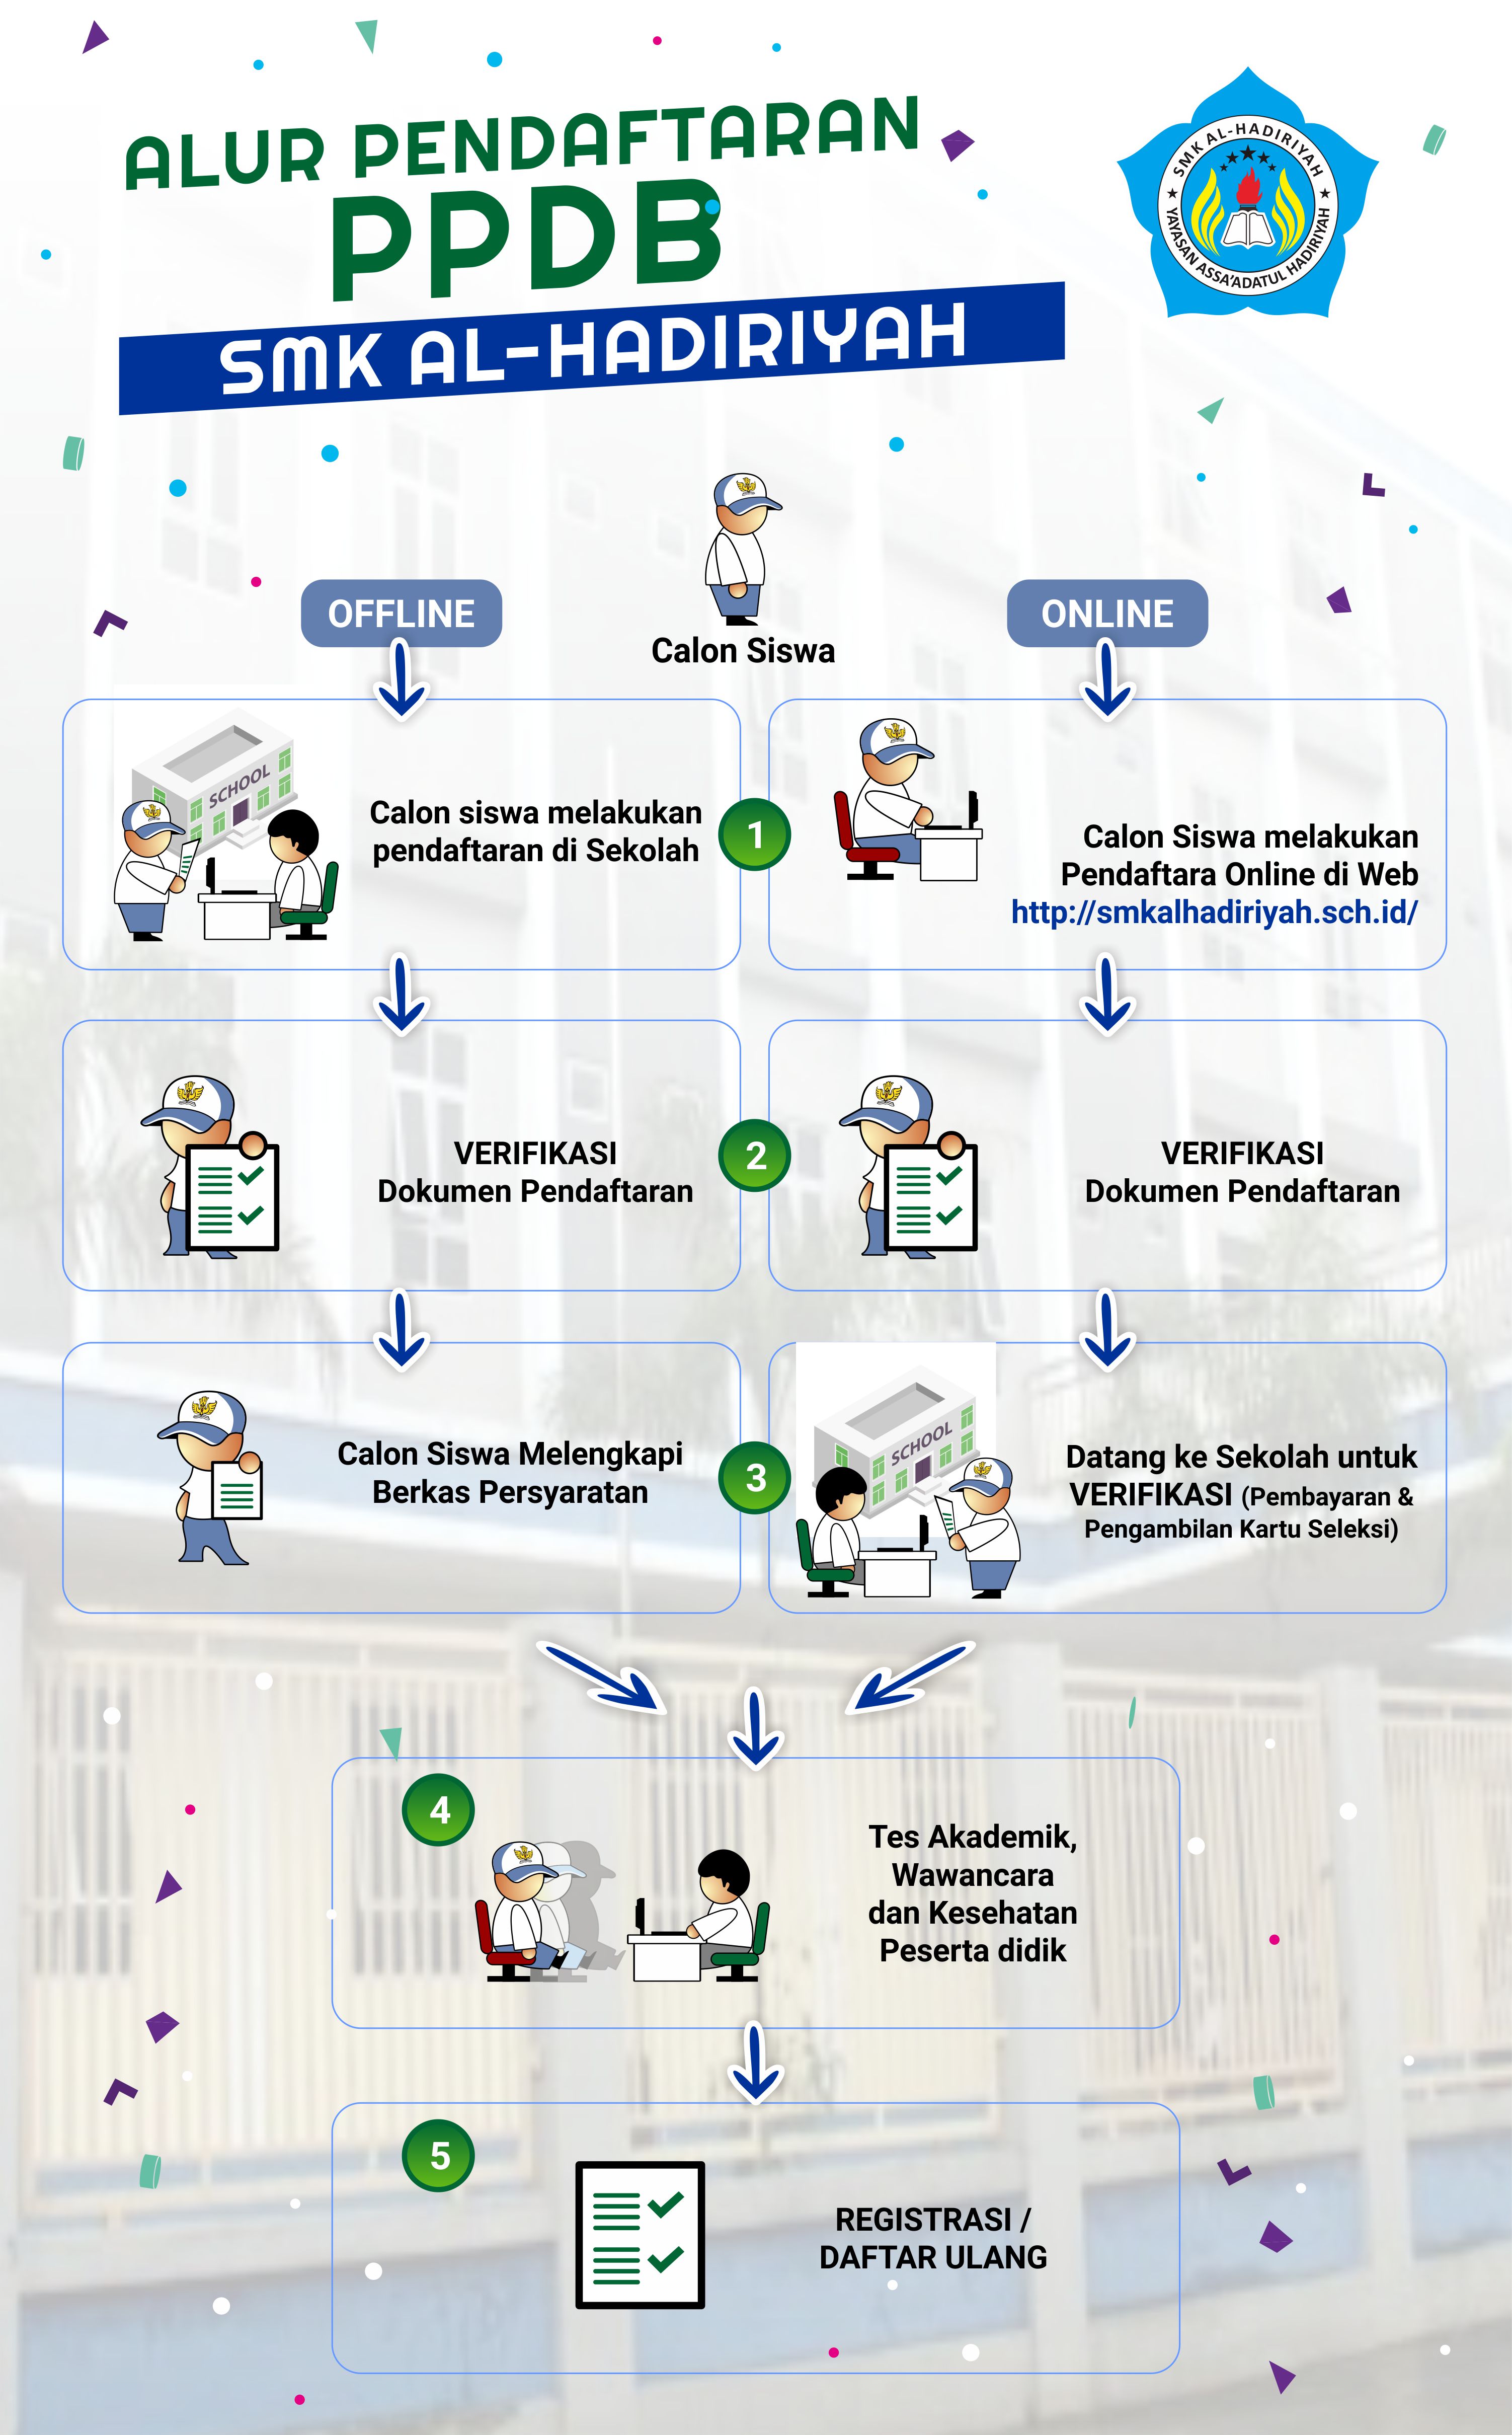 ALUR PENDAFTARAN
PPDB
SMK AL-HADIRIYAH
SMK AL-HADIRIYAH
YAYASAN ASSA'ADATUL HADIRIYAH
Calon Siswa
OFFLINE
ONLINE
SCHOOL
Calon siswa melakukan
pendaftaran di Sekolah
1
Calon Siswa melakukan
Pendaftara Online di Web
http://smkalhadiriyah.sch.id/
VERIFIKASI
Dokumen Pendaftaran
2
VERIFIKASI
Dokumen Pendaftaran
Calon Siswa Melengkapi
Berkas Persyaratan
3
SCHOOL
Datang ke Sekolah untuk
VERIFIKASI (Pembayaran &
Pengambilan Kartu Seleksi)
4
Tes Akademik,
Wawancara
dan Kesehatan
Peserta didik
5
REGISTRASI /
DAFTAR ULANG